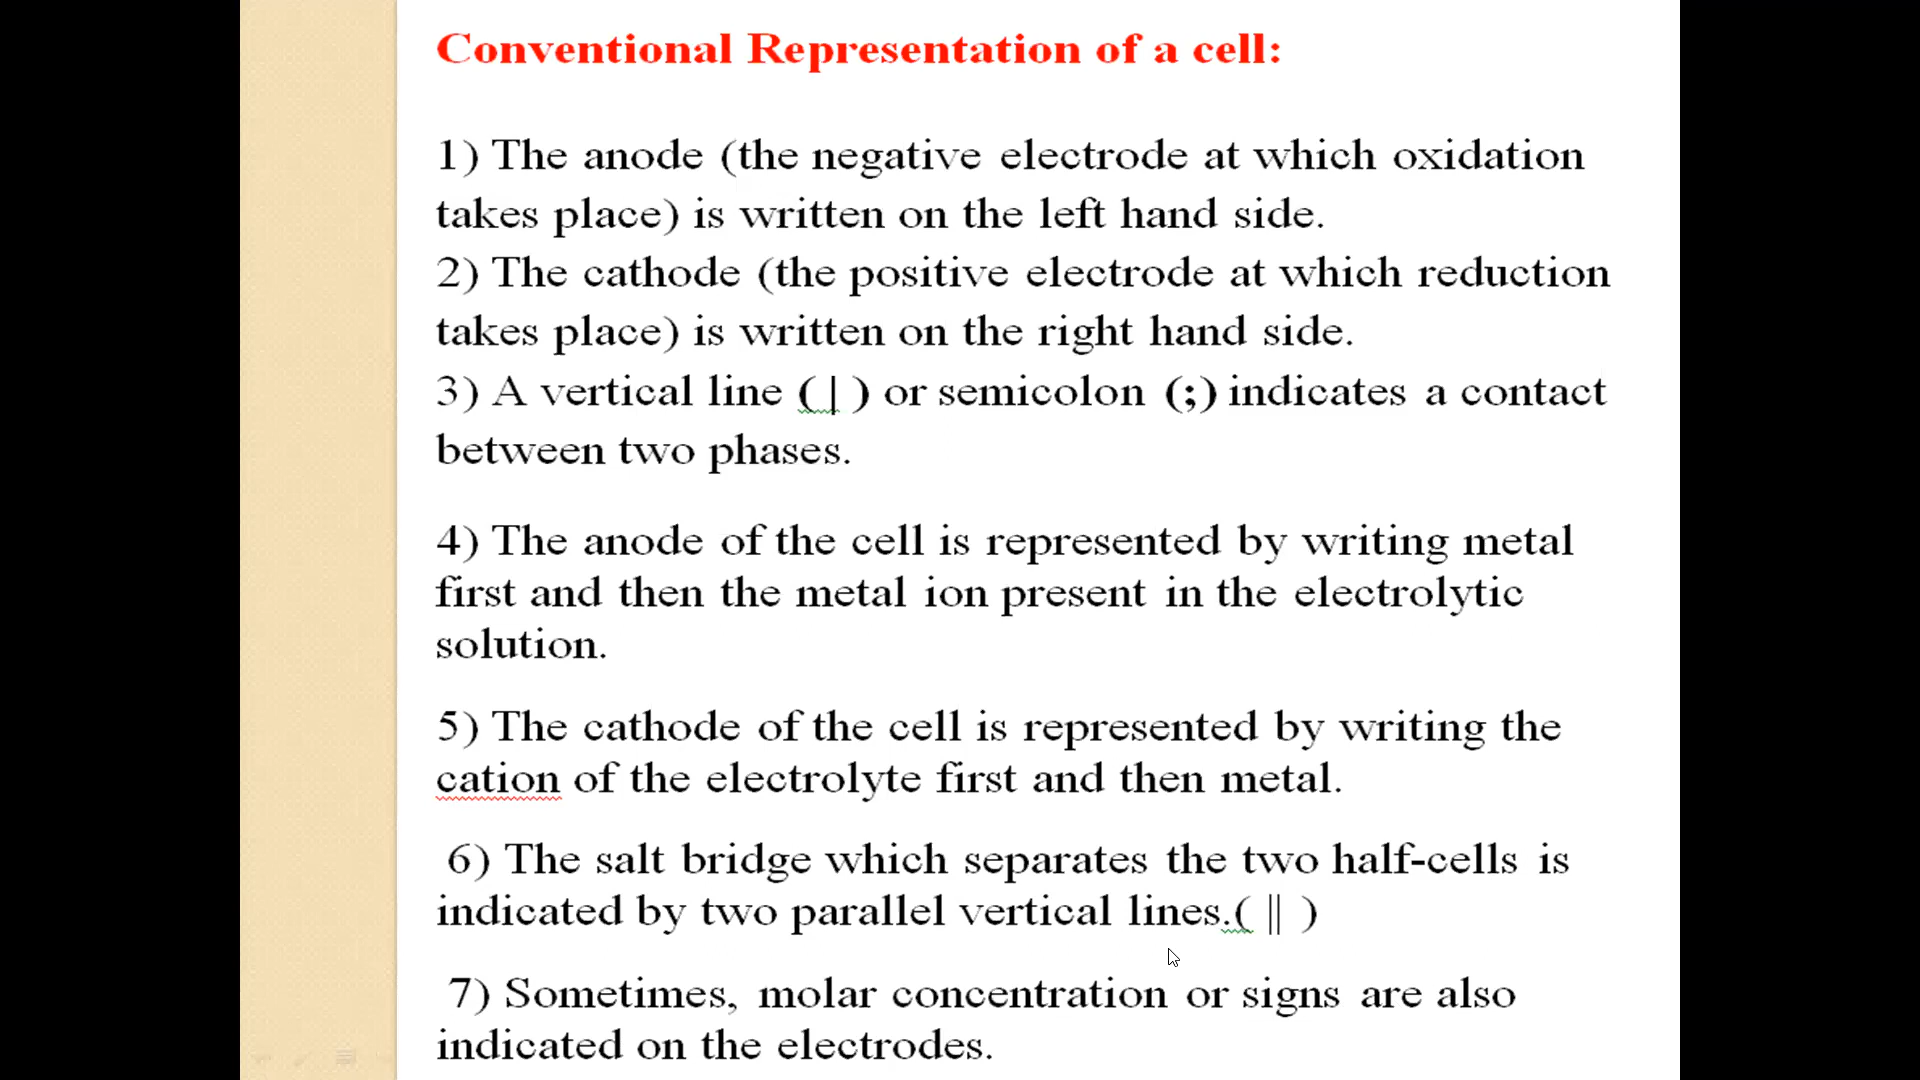 Conventional Representation of a cell:
1) The anode (the negative electrode at which oxidation
takes place) is written on the left hand side.
2) The cathode (the positive electrode at which reduction
takes place) is written on the right hand side.
3) A vertical line ( | ) or semicolon (;) indicates a contact
between two phases.
4) The anode of the cell is represented by writing metal
first and then the metal ion present in the electrolytic
solution.
5) The cathode of the cell is represented by writing the
cation of the electrolyte first and then metal.
6) The salt bridge which separates the two half-cells is
indicated by two parallel vertical lines.( || )
7) Sometimes, molar concentration or signs are also
indicated on the electrodes.